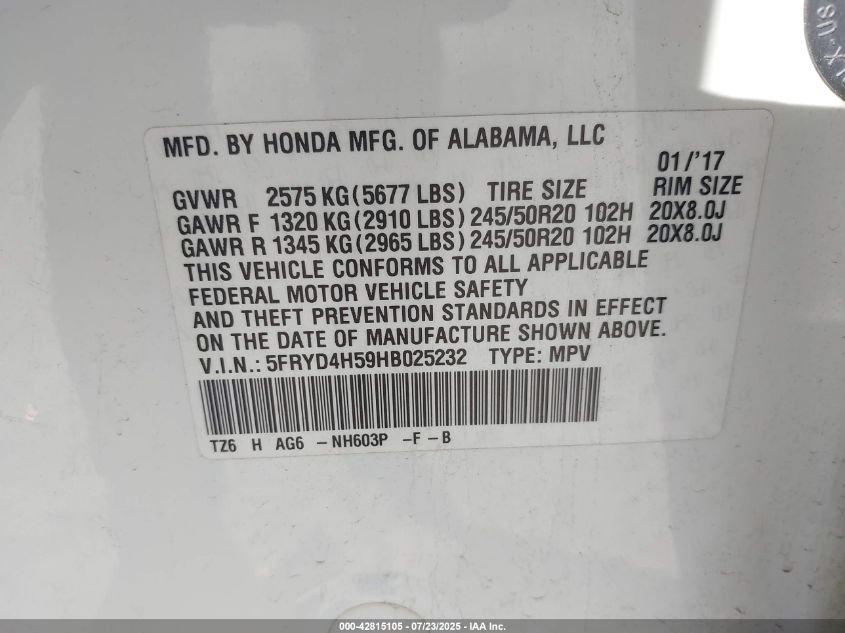 MFD. BY HONDA MFG. OF ALABAMA, LLC
01/'17
GVWR 2575 KG (5677 LBS) TIRE SIZE RIM SIZE
GAWR F 1320 KG (2910 LBS) 245/50R20 102H 20X8.0J
GAWR R 1345 KG (2965 LBS) 245/50R20 102H 20X8.0J
THIS VEHICLE CONFORMS TO ALL APPLICABLE
FEDERAL MOTOR VEHICLE SAFETY
AND THEFT PREVENTION STANDARDS IN EFFECT
ON THE DATE OF MANUFACTURE SHOWN ABOVE.
V.I.N.: 5FRYD4H59HB025232 TYPE: MPV
TZ6 H AG6 -NH603P -F-B
000-42815105 - 07/23/2025 - IAA Inc.